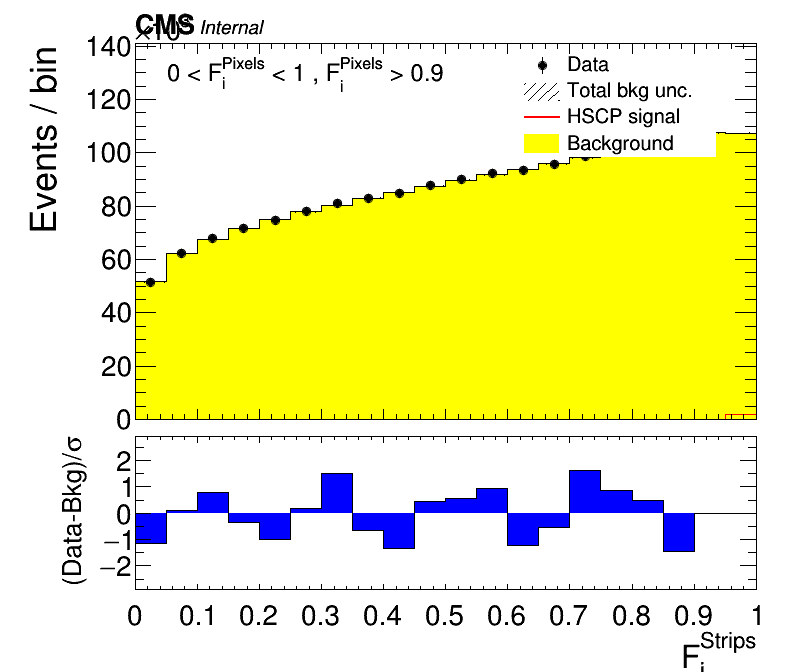 CMS Internal
×10³
Events / bin
140
120
100
80
60
40
20
0
0 < F_i^Pixels < 1 , F_i^Pixels > 0.9
Data
Total bkg unc.
HSCP signal
Background
(Data-Bkg)/σ
2
1
0
−1
−2
0 0.1 0.2 0.3 0.4 0.5 0.6 0.7 0.8 0.9 1
F_i^Strips